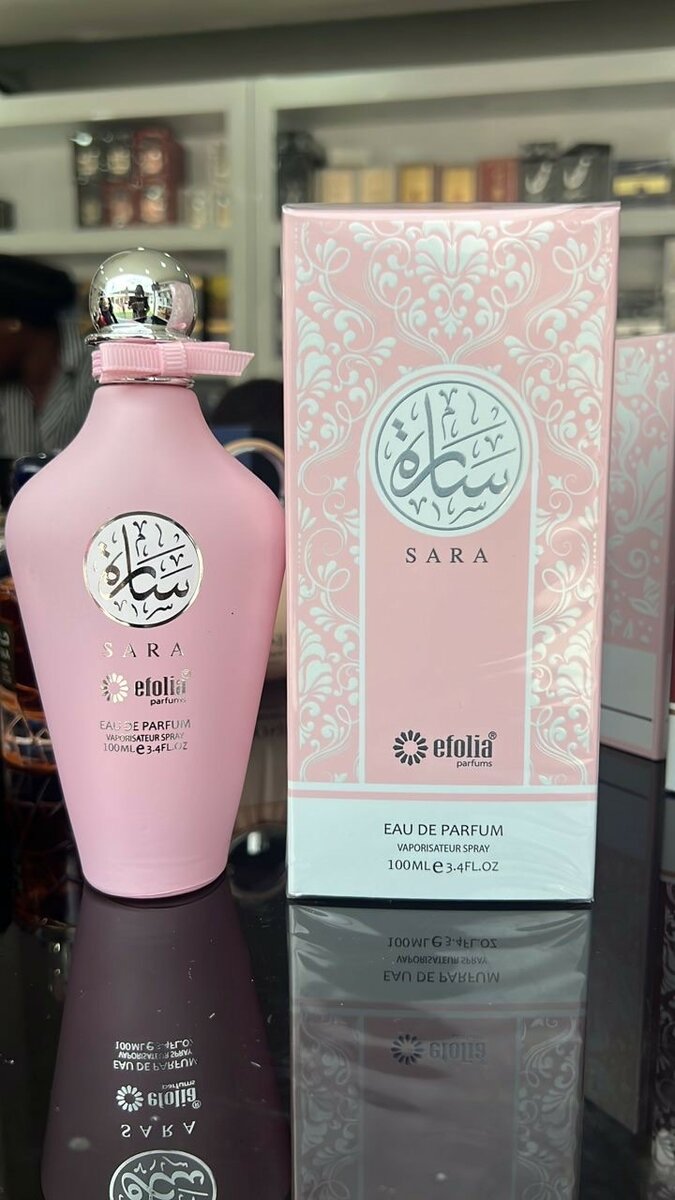 سارة
SARA
efolia®
parfums
EAU DE PARFUM
VAPORISATEUR SPRAY
100ML e 3.4FL.OZ
سارة
SARA
efolia®
parfums
EAU DE PARFUM
VAPORISATEUR SPRAY
100ML e 3.4FL.OZ